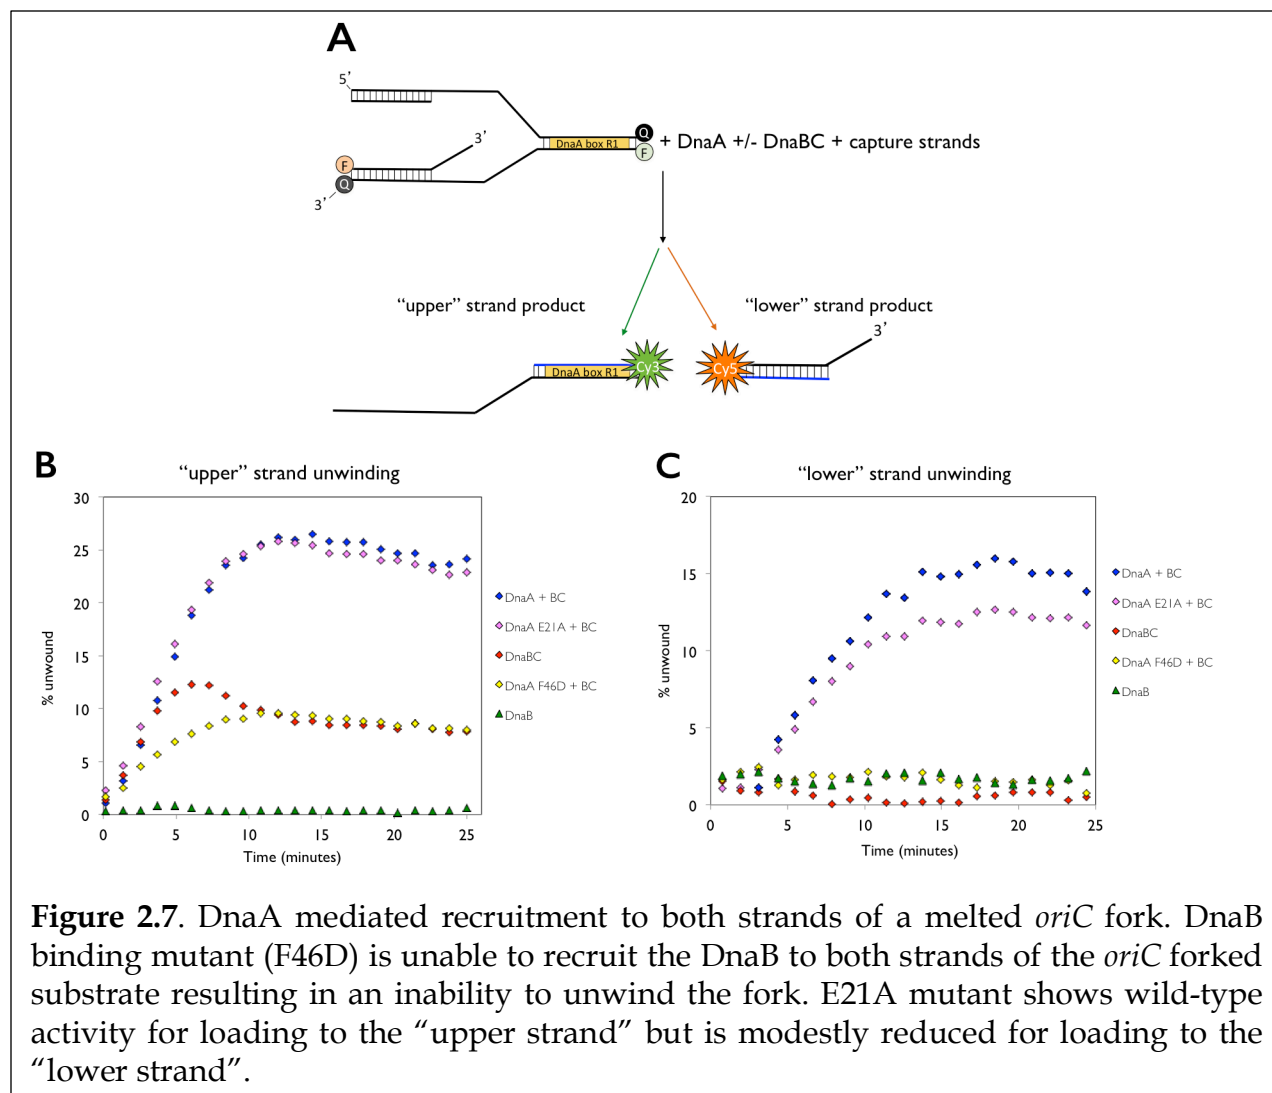 A
5’
3’
Q
DnaA box R1
+ DnaA +/- DnaBC + capture strands
F
F
Q
3’
“upper” strand product
“lower” strand product
3’
DnaA box R1
Cy3
Cy5
B
“upper” strand unwinding
30
25
20
15
10
5
0
% unwound
0 5 10 15 20 25
Time (minutes)
DnaA + BC
DnaA E21A + BC
DnaBC
DnaA F46D + BC
DnaB
C
“lower” strand unwinding
20
15
10
5
0
% unwound
0 5 10 15 20 25
Time (minutes)
DnaA + BC
DnaA E21A + BC
DnaBC
DnaA F46D + BC
DnaB
Figure 2.7. DnaA mediated recruitment to both strands of a melted oriC fork. DnaB
binding mutant (F46D) is unable to recruit the DnaB to both strands of the oriC forked
substrate resulting in an inability to unwind the fork. E21A mutant shows wild-type
activity for loading to the “upper strand” but is modestly reduced for loading to the
“lower strand”.